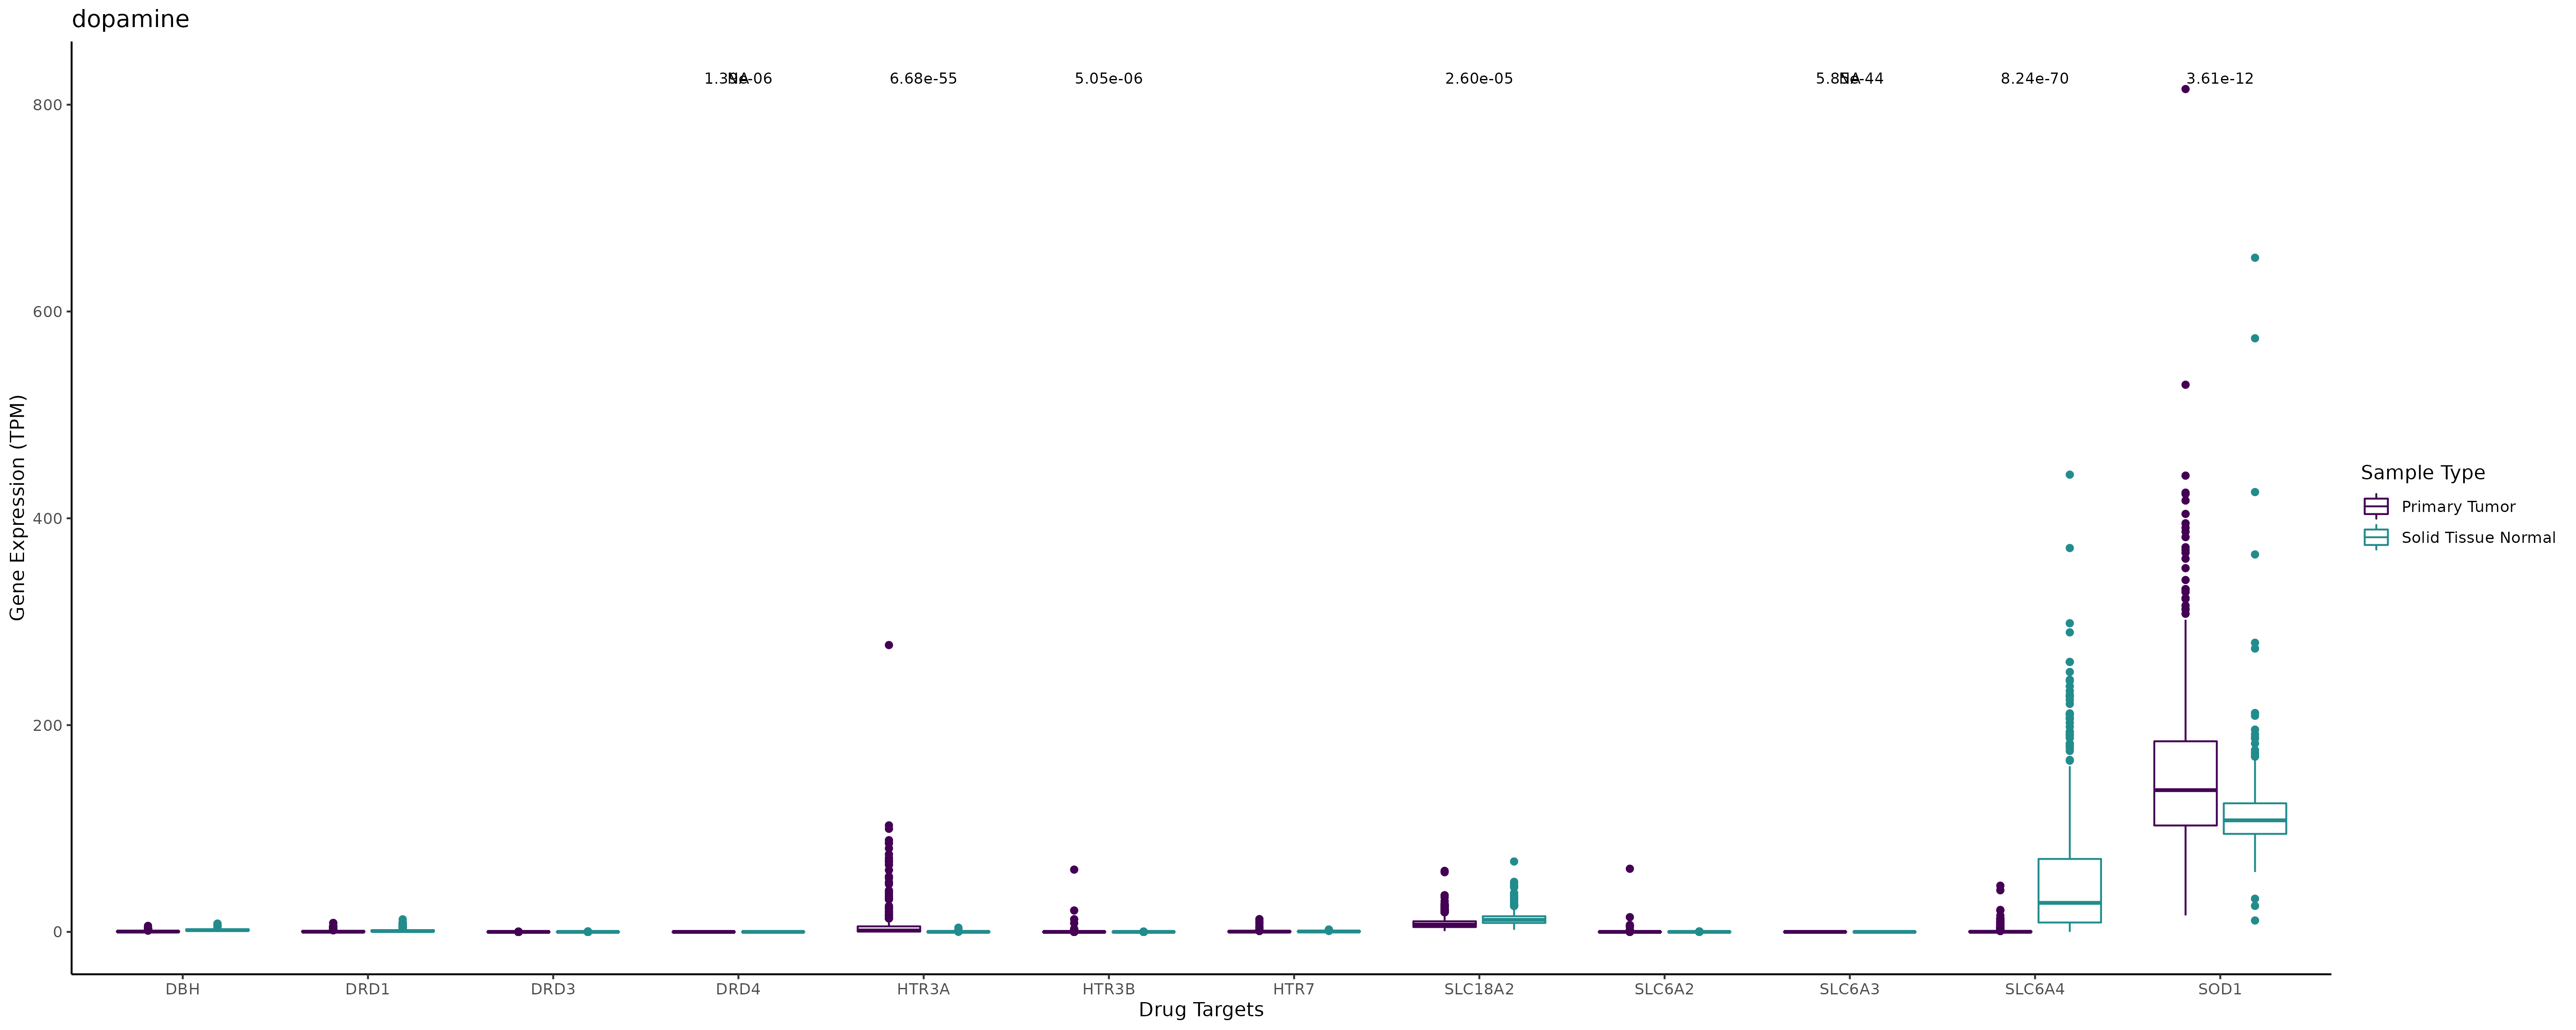 dopamine
6.68e-55 5.05e-06 2.60e-05 8.24e-70 3.61e-12
800
600
400
200
0
Gene Expression (TPM)
DBH DRD1 DRD3 DRD4 HTR3A HTR3B HTR7 SLC18A2 SLC6A2 SLC6A3 SLC6A4 SOD1
Drug Targets
Sample Type
Primary Tumor
Solid Tissue Normal